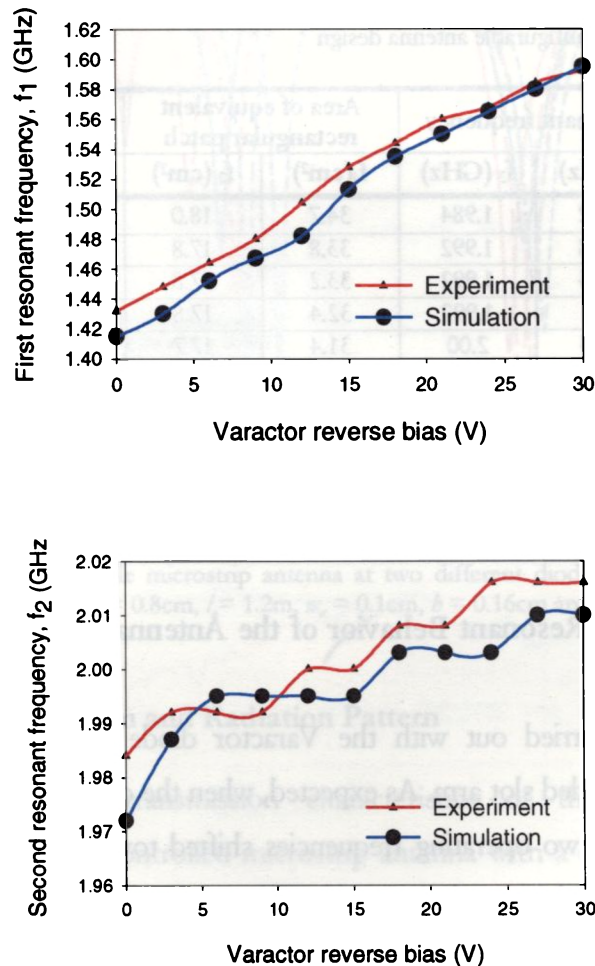 First resonant frequency, f1 (GHz)
1.62
1.60
1.58
1.56
1.54
1.52
1.50
1.48
1.46
1.44
1.42
1.40
Experiment
Simulation
0 5 10 15 20 25 30
Varactor reverse bias (V)
Second resonant frequency, f2 (GHz
2.02
2.01
2.00
1.99
1.98
1.97
1.96
Experiment
Simulation
0 5 10 15 20 25 30
Varactor reverse bias (V)